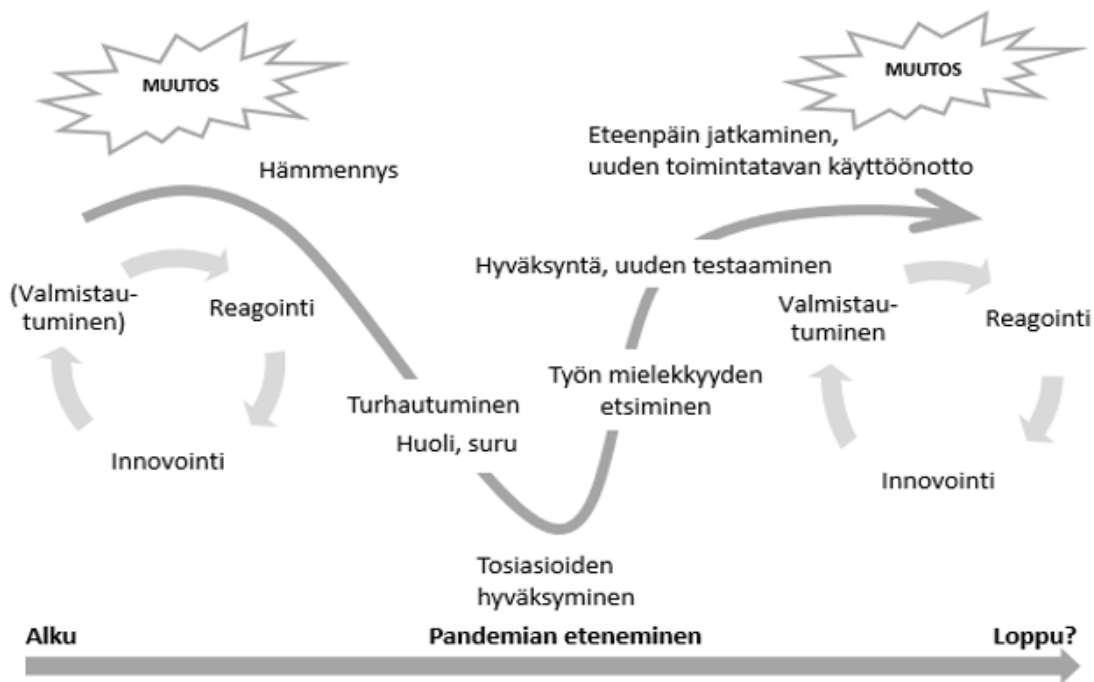 MUUTOS
MUUTOS
Eteenpäin jatkaminen,
uuden toimintatavan käyttöönotto
Hämmennys
Hyväksyntä, uuden testaaminen
(Valmistau-
tuminen)
Reagointi
Valmistau-
tuminen
Reagointi
Työn mielekkyyden
etsiminen
Turhautuminen
Huoli, suru
Innovointi
Innovointi
Tosiasioiden
hyväksyminen
Alku
Pandemian eteneminen
Loppu?